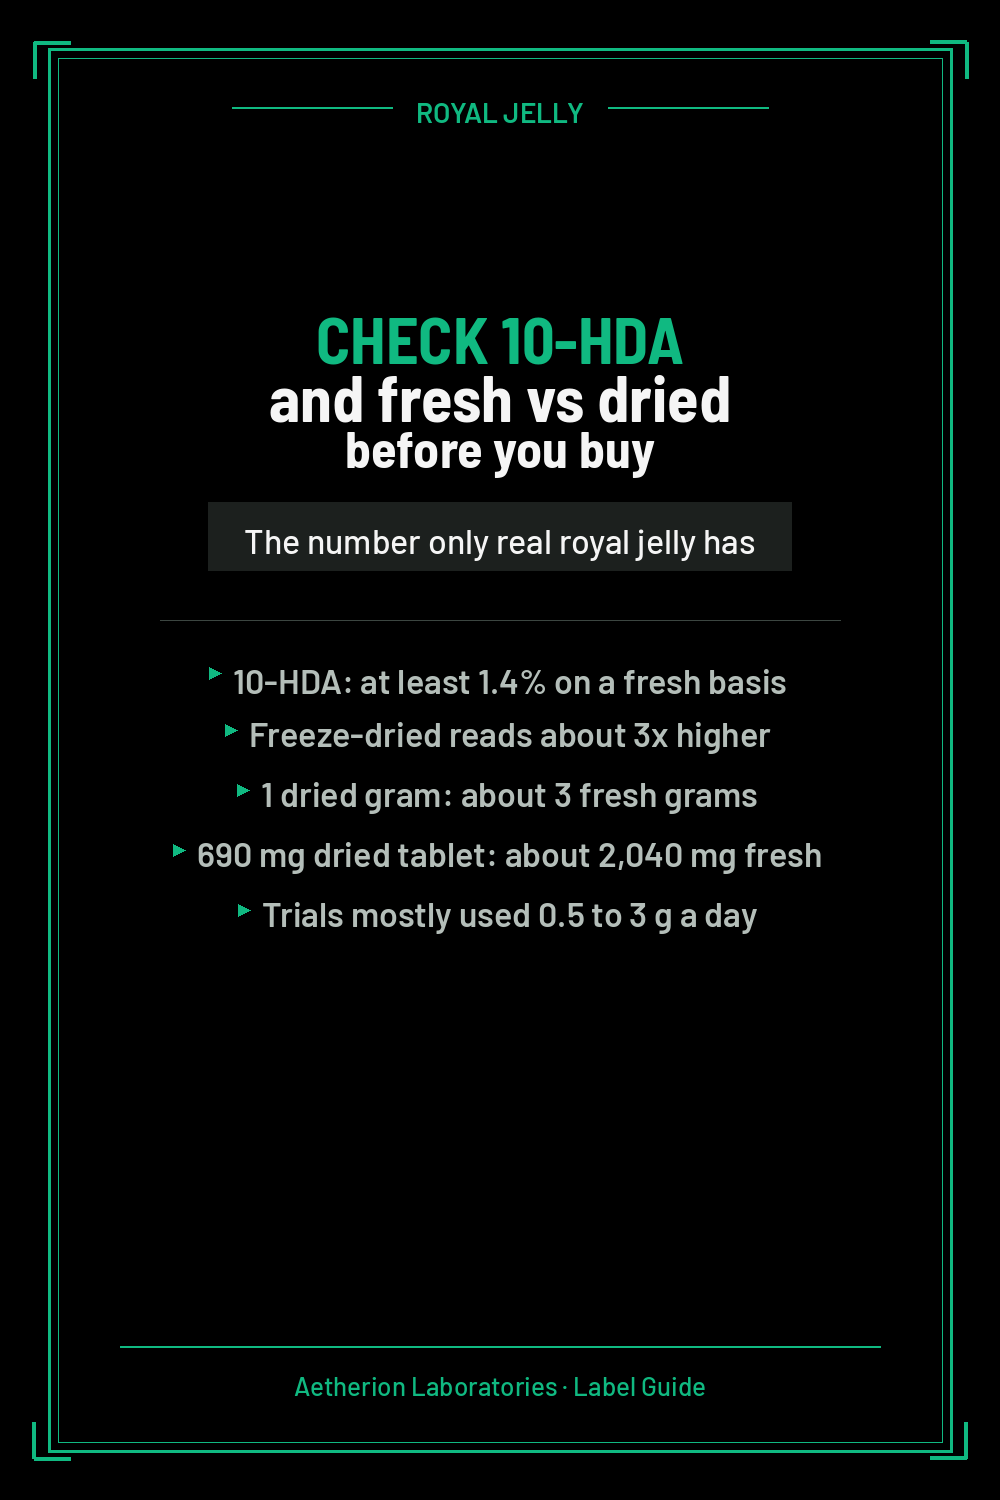 ROYAL JELLY
CHECK 10-HDA
and fresh vs dried
before you buy
The number only real royal jelly has
10-HDA: at least 1.4% on a fresh basis
Freeze-dried reads about 3x higher
1 dried gram: about 3 fresh grams
690 mg dried tablet: about 2,040 mg fresh
Trials mostly used 0.5 to 3 g a day
Aetherion Laboratories · Label Guide